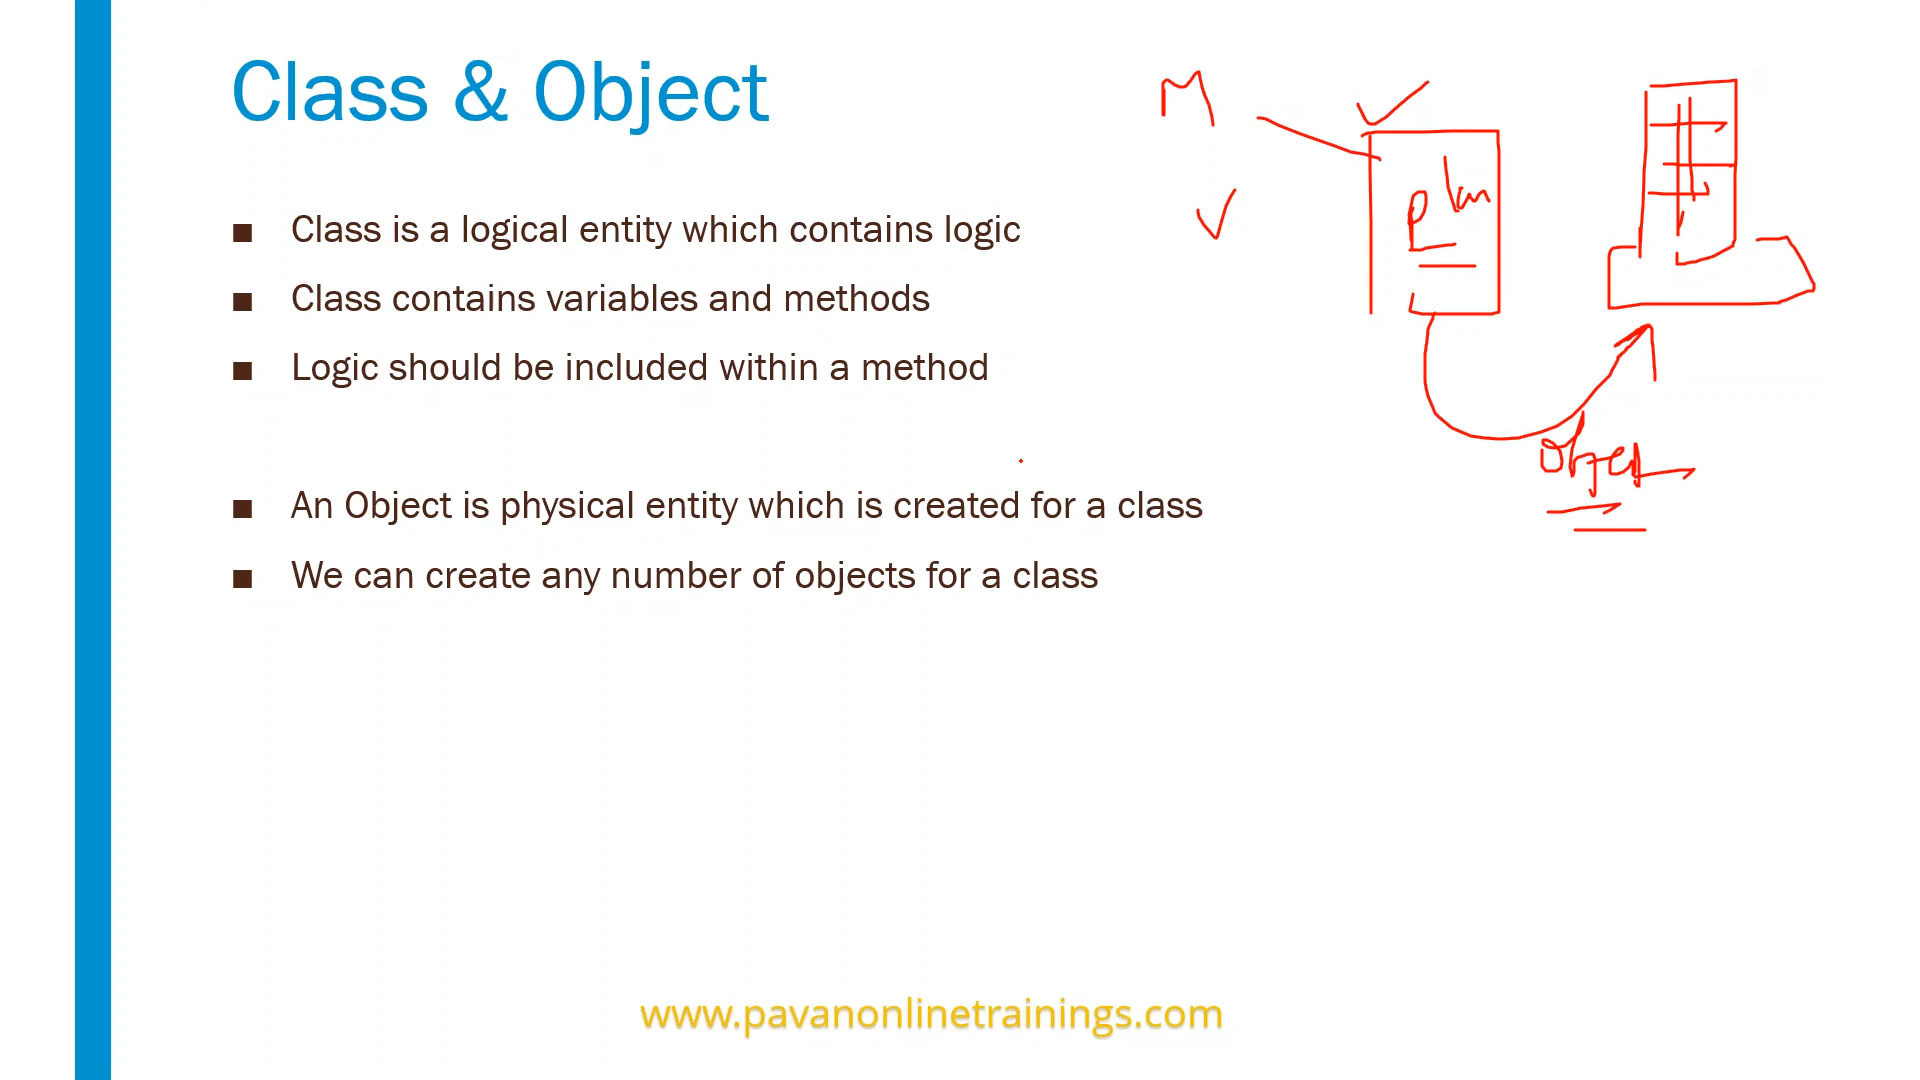 Class & Object
■ Class is a logical entity which contains logic
■ Class contains variables and methods
■ Logic should be included within a method
■ An Object is physical entity which is created for a class
■ We can create any number of objects for a class
M
V
plan
object
www.pavanonlinetrainings.com